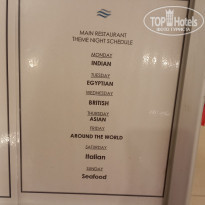 TOP Hotels
MAIN RESTAURANT
THEME NIGHT SCHEDULE
MONDAY
INDIAN
TUESDAY
EGYPTIAN
WEDNESDAY
BRITISH
THURSDAY
ASIAN
FRIDAY
AROUND THE WORLD
SATURDAY
Italian
SUNDAY
Seafood